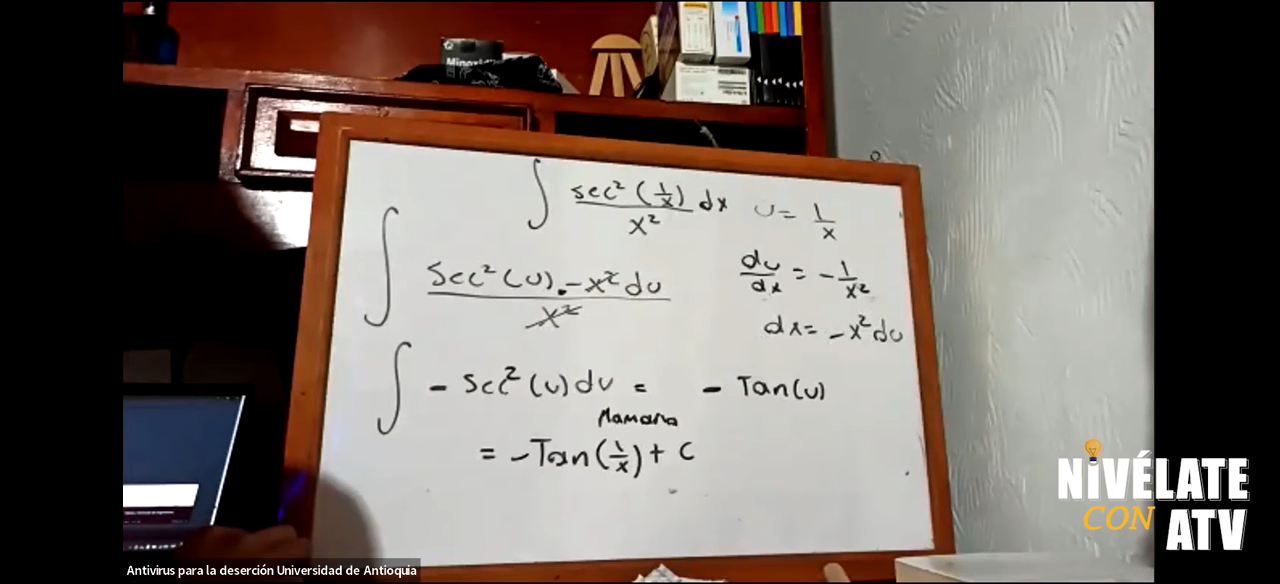 ∫ sec² (1/x) / x² dx   u = 1/x
∫ Sec² (u) . -x² du / x²   du/dx = - 1/x²
dx = -x² du
∫ - Sec² (u) du =   - Tan(u)
= -Tan(1/x) + C
NIVÉLATE
CON ATV
Antivirus para la deserción Universidad de Antioquia